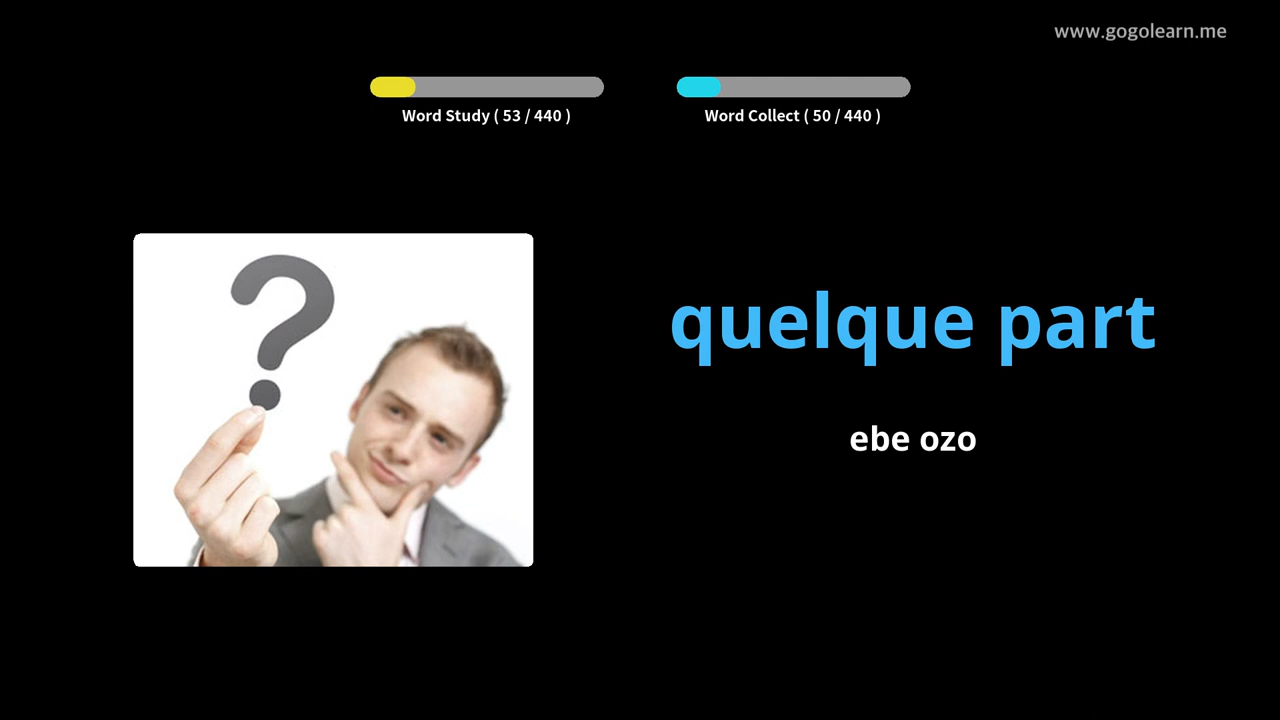 www.gogolearn.me
Word Study ( 53 / 440 )
Word Collect ( 50 / 440 )
?
quelque part
ebe ozo